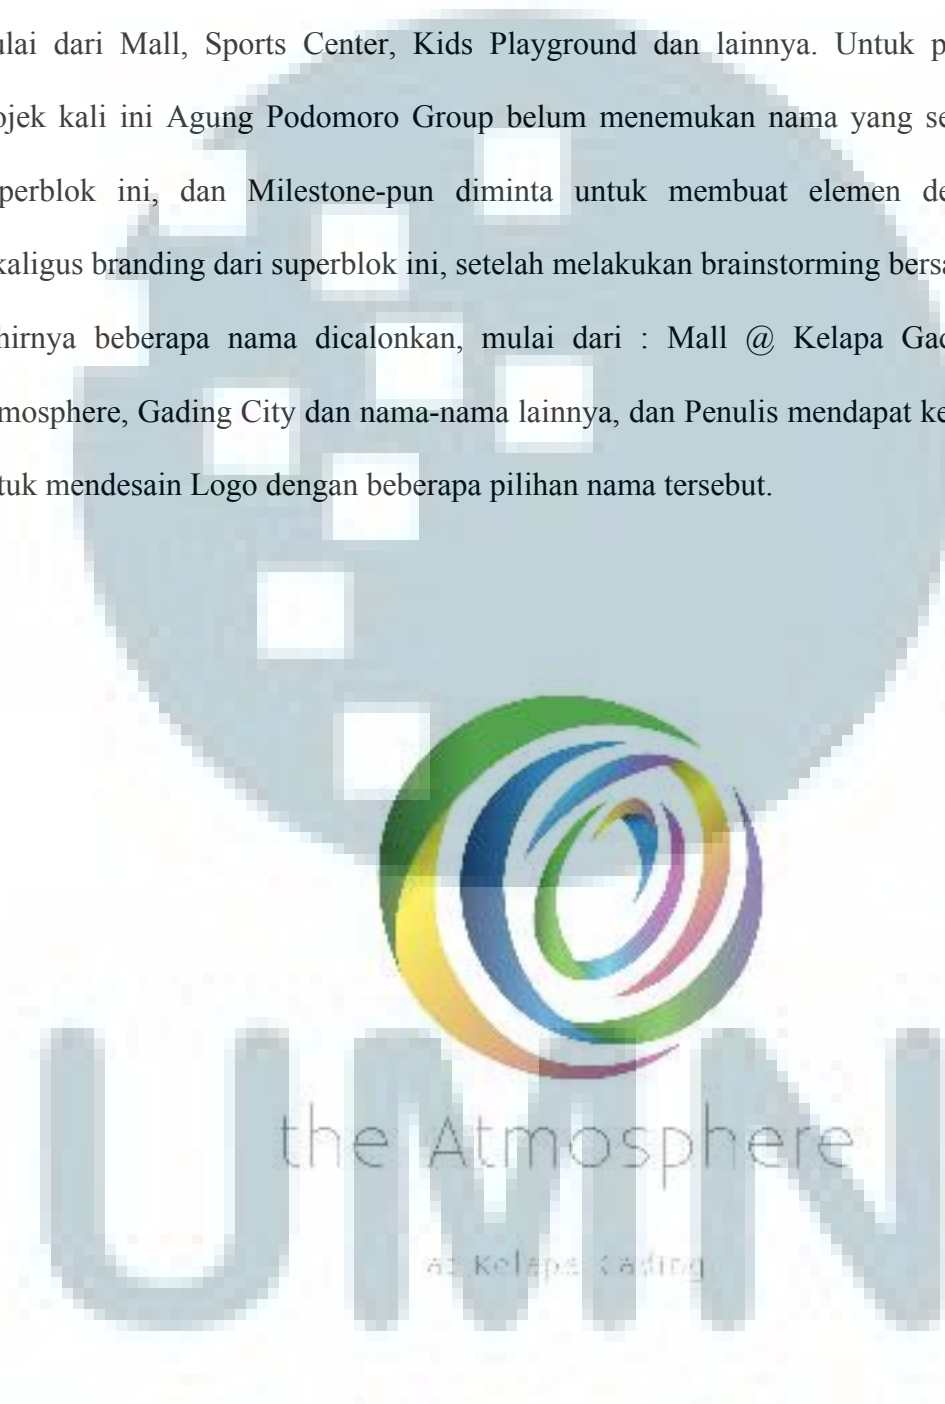 ulai dari Mall, Sports Center, Kids Playground dan lainnya. Untuk p
ojek kali ini Agung Podomoro Group belum menemukan nama yang se
perblok ini, dan Milestone-pun diminta untuk membuat elemen de
kaligus branding dari superblok ini, setelah melakukan brainstorming bersa
hirnya beberapa nama dicalonkan, mulai dari : Mall @ Kelapa Gad
mosphere, Gading City dan nama-nama lainnya, dan Penulis mendapat ke
tuk mendesain Logo dengan beberapa pilihan nama tersebut.
the Atmosphere
at Kelapa Gading
UMN